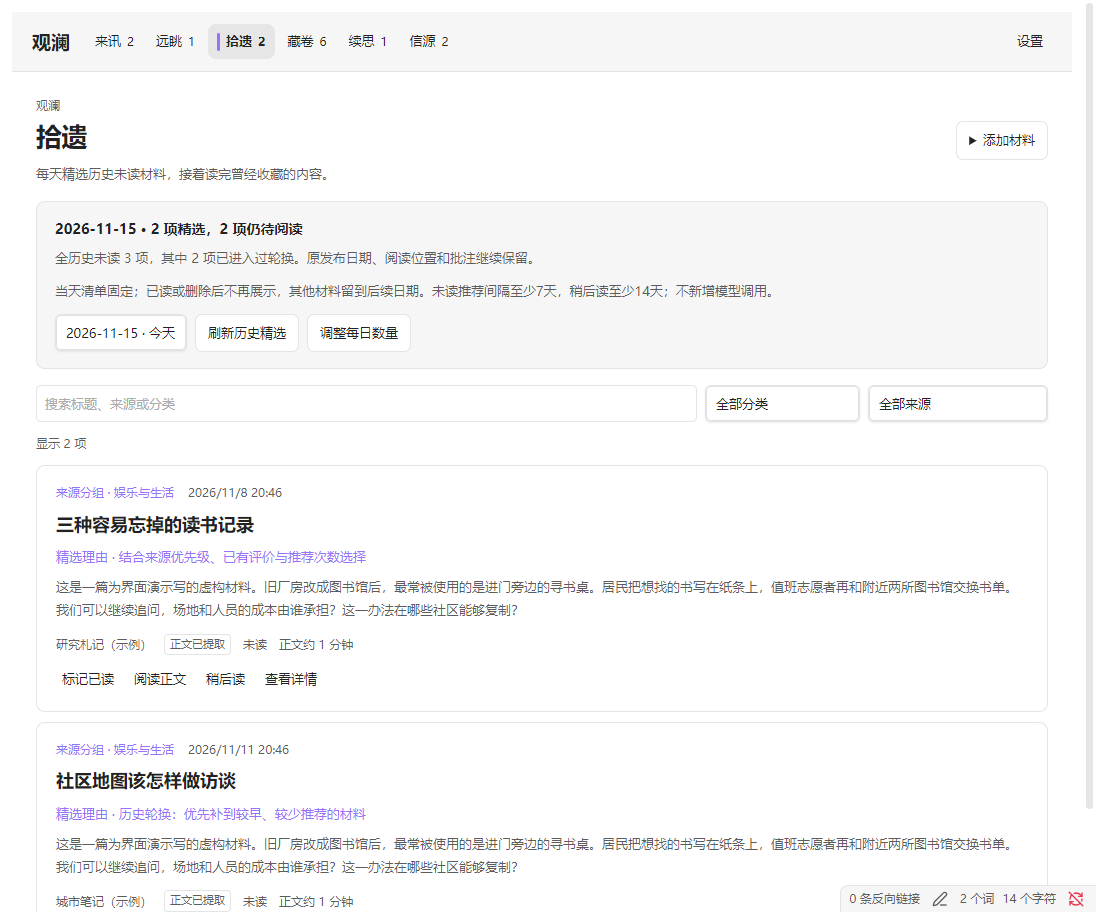 观澜 来讯 2 远眺 1 拾遗 2 藏卷 6 续思 1 信源 2 设置
观澜
拾遗
添加材料
每天精选历史未读材料，接着读完曾经收藏的内容。
2026-11-15 • 2 项精选，2 项仍待阅读
全历史未读 3 项，其中 2 项已进入过轮换。原发布日期、阅读位置和批注继续保留。
当天清单固定；已读或删除后不再展示，其他材料留到后续日期。未读推荐间隔至少7天，稍后读至少14天；不新增模型调用。
2026-11-15 · 今天 刷新历史精选 调整每日数量
搜索标题、来源或分类 全部分类 全部来源
显示 2 项
来源分组 · 娱乐与生活 2026/11/8 20:46
三种容易忘掉的读书记录
精选理由 · 结合来源优先级、已有评价与推荐次数选择
这是一篇为界面演示写的虚构材料。旧厂房改成图书馆后，最常被使用的是进门旁边的寻书桌。居民把想找的书写在纸条上，值班志愿者再和附近两所图书馆交换书单。
我们可以继续追问，场地和人员的成本由谁承担？这一办法在哪些社区能够复制？
研究札记（示例） 正文已提取 未读 正文约 1 分钟
标记已读 阅读正文 稍后读 查看详情
来源分组 · 娱乐与生活 2026/11/11 20:46
社区地图该怎样做访谈
精选理由 · 历史轮换：优先补到较早、较少推荐的材料
这是一篇为界面演示写的虚构材料。旧厂房改成图书馆后，最常被使用的是进门旁边的寻书桌。居民把想找的书写在纸条上，值班志愿者再和附近两所图书馆交换书单。
我们可以继续追问，场地和人员的成本由谁承担？这一办法在哪些社区能够复制？
城市笔记（示例） 正文已提取 未读 正文约 1 分钟
0 条反向链接 2 个词 14 个字符